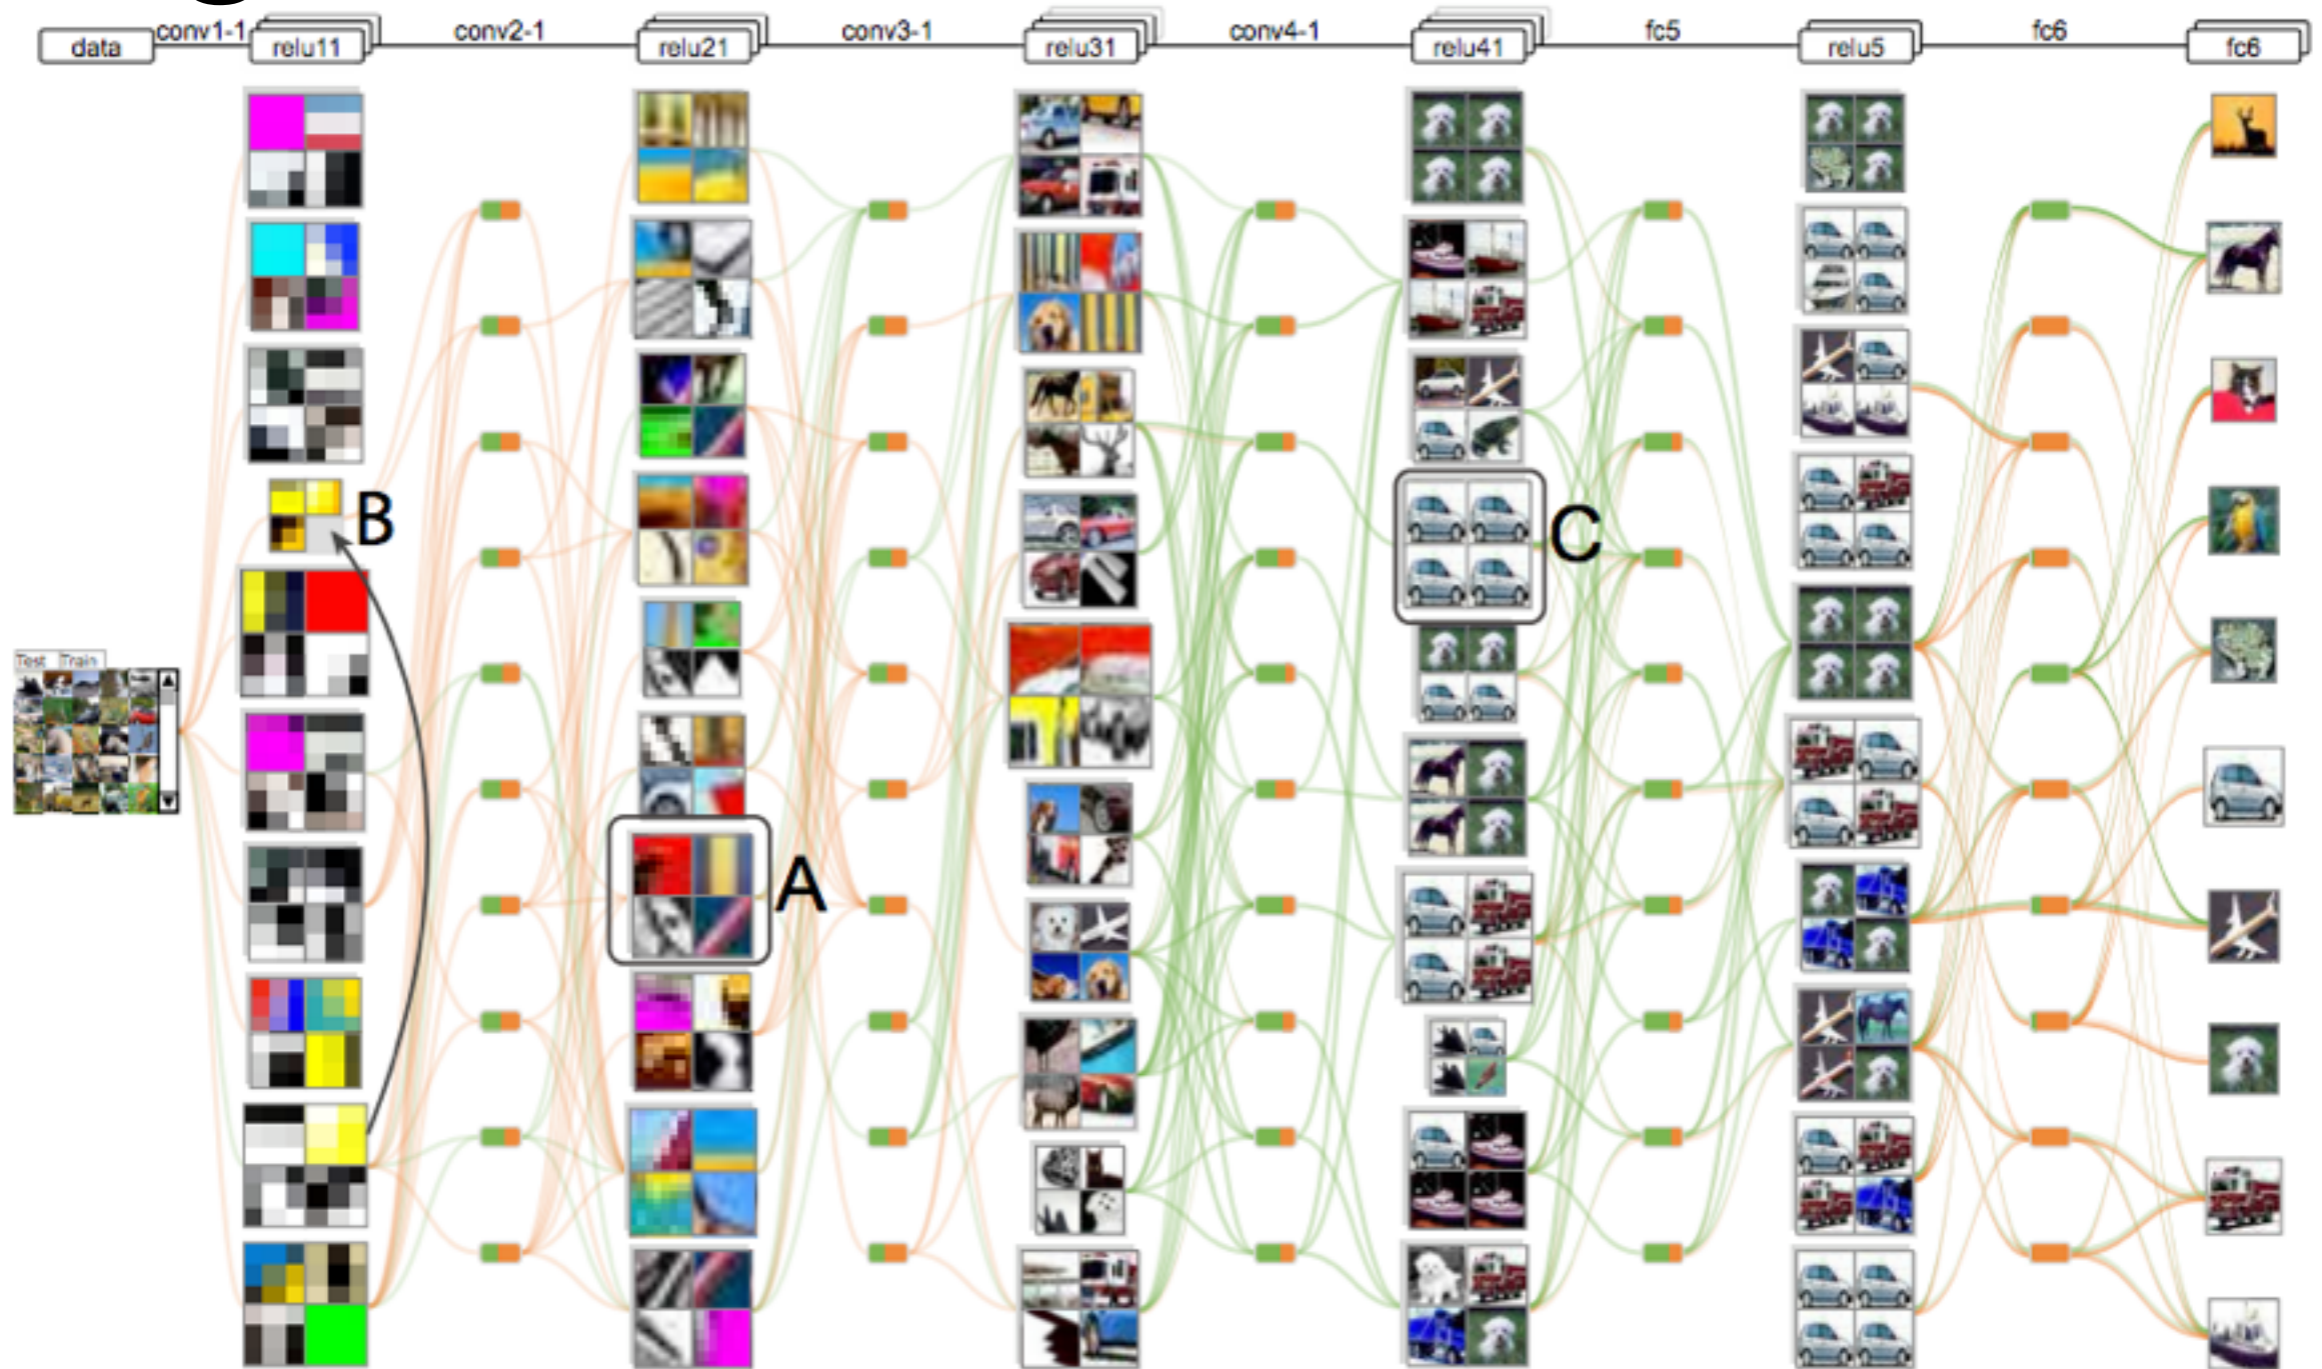 data conv1-1 relu11 conv2-1 relu21 conv3-1 relu31 conv4-1 relu41 fc5 relu5 fc6 fc6
B
C
Test Train
A